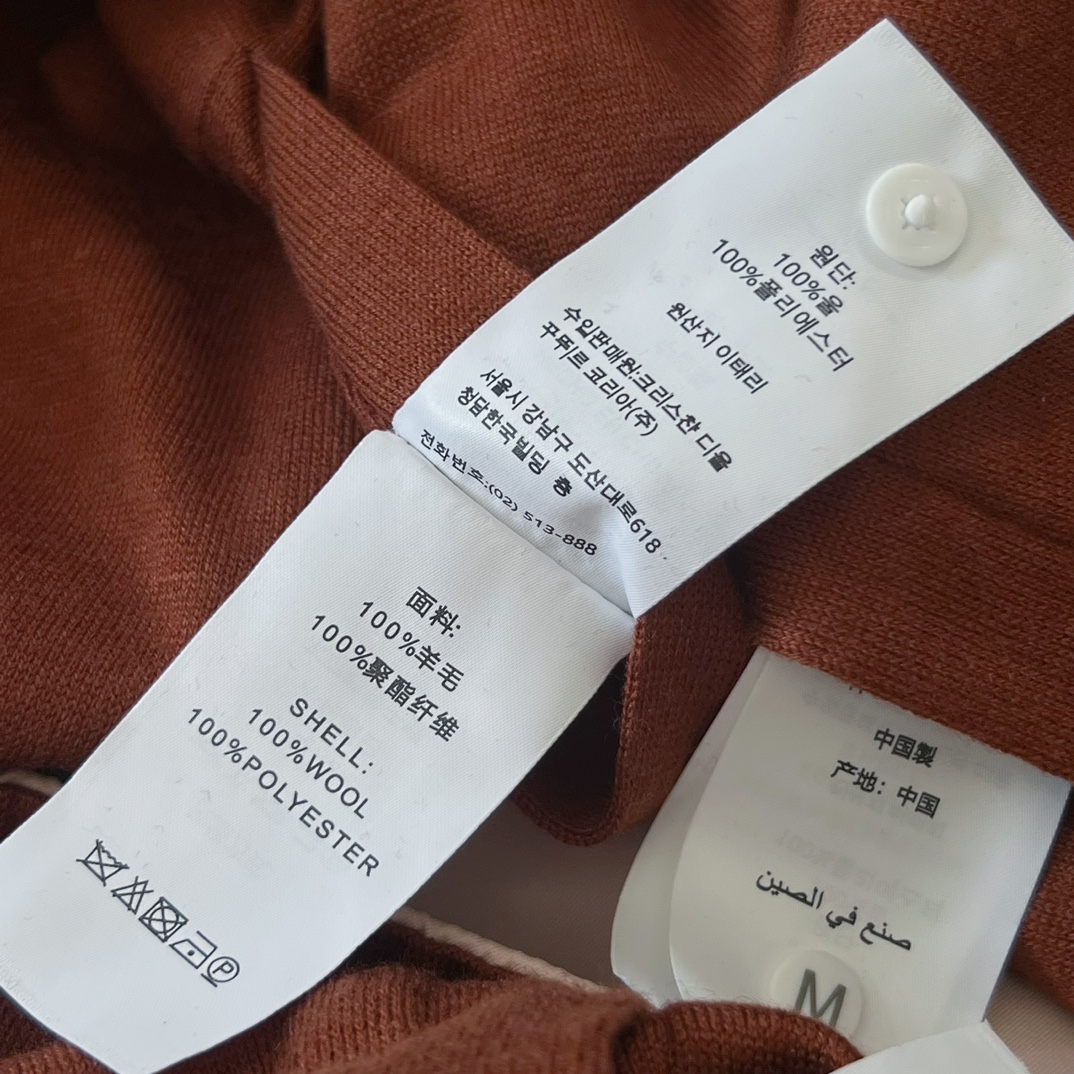 원단:
100%울
100%폴리에스터
원산지 이태리
수입판매원:크리스챤 디올
꾸뛰르 코리아(주)
서울시 강남구 도산대로618
청담한국빌딩 층
전화번호:(02) 513-888
面料:
100%羊毛
100%聚酯纤维
SHELL:
100%WOOL
100%POLYESTER
P
中国製
产地: 中国
صنع في الصين
M